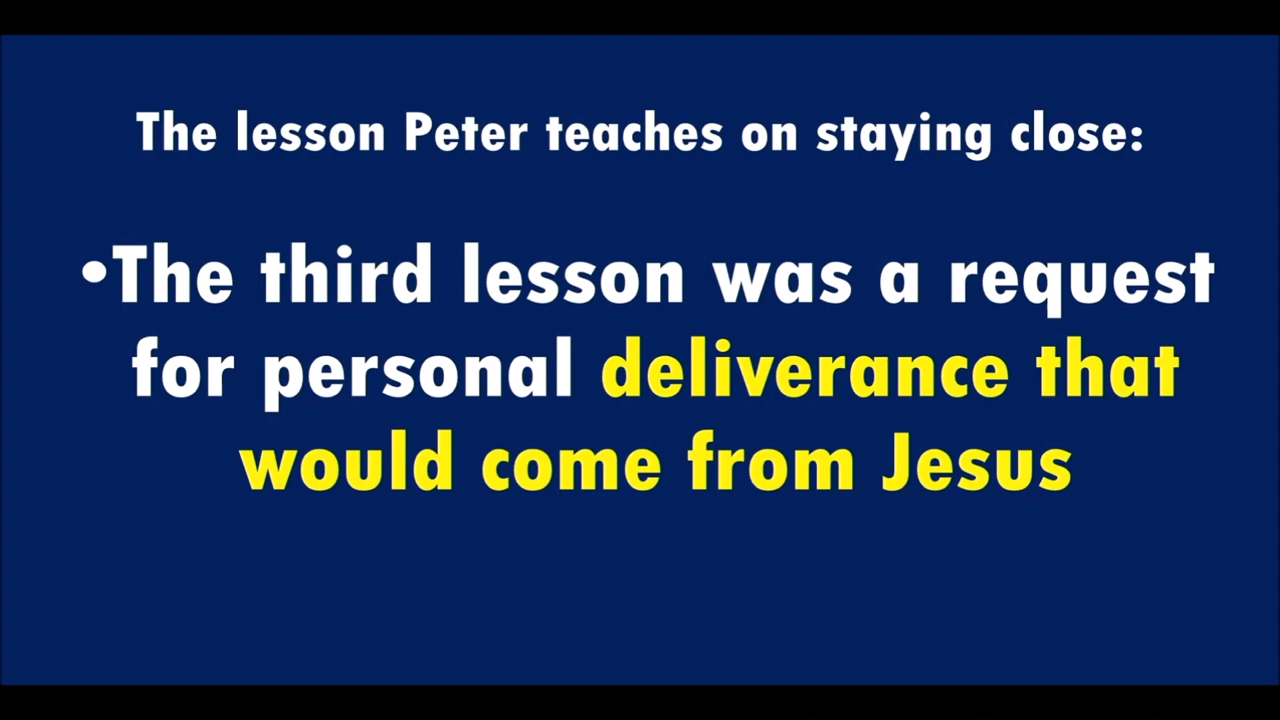 The lesson Peter teaches on staying close:
•The third lesson was a request
for personal deliverance that
would come from Jesus